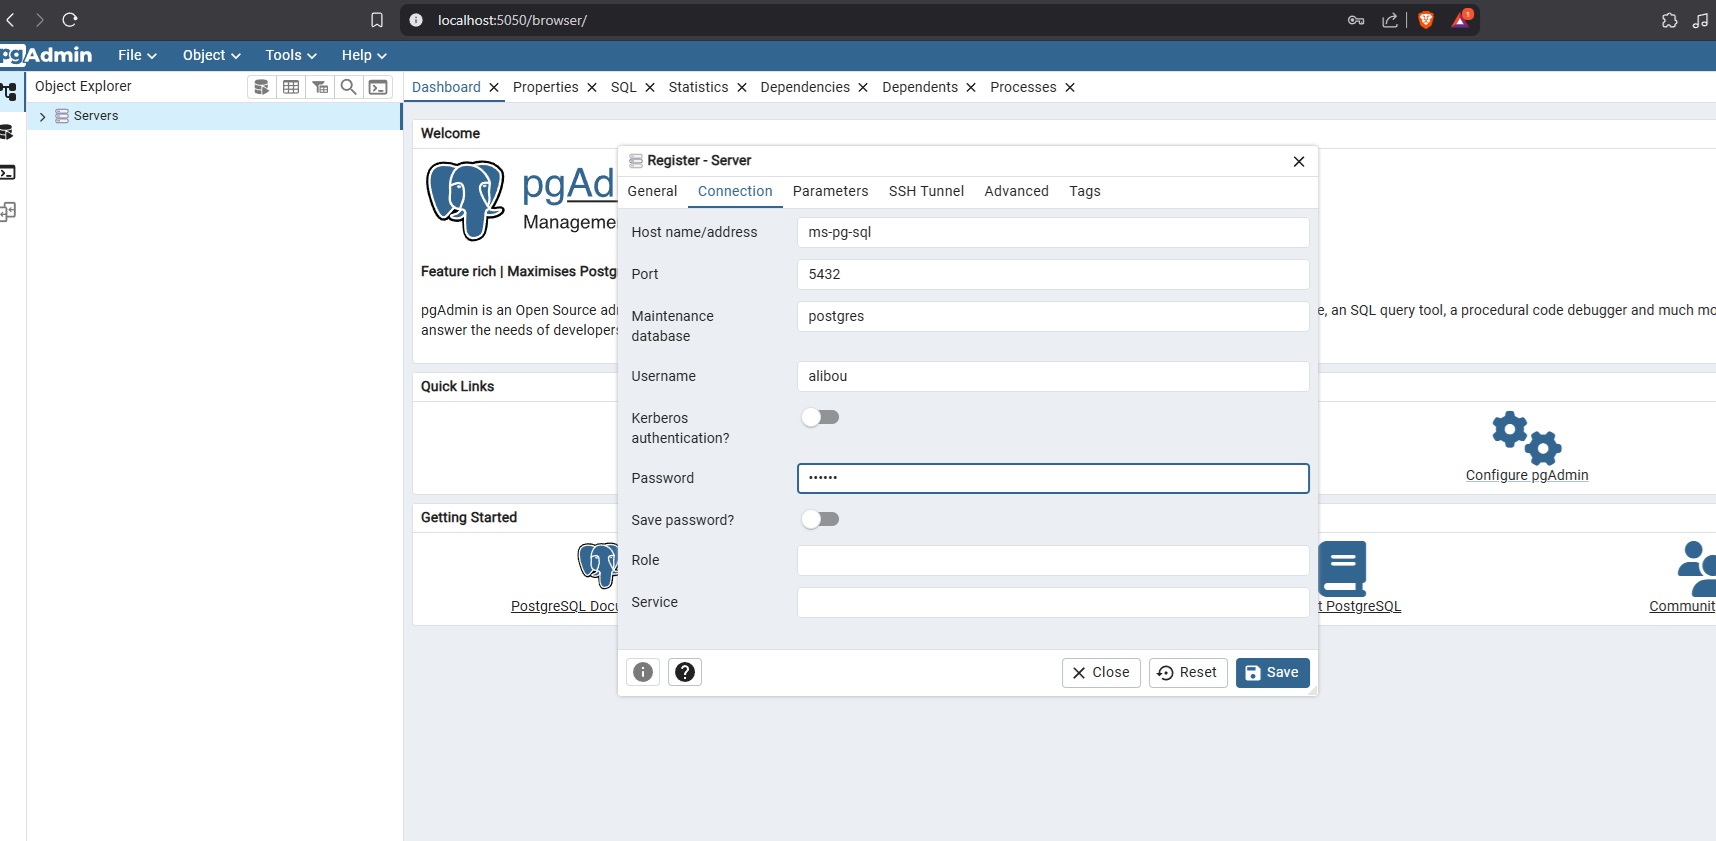 localhost:5050/browser/
1
pgAdmin File Object Tools Help
Object Explorer
Servers
Dashboard Properties SQL Statistics Dependencies Dependents Processes
Welcome
pgAd
Manageme
Feature rich | Maximises Postg
pgAdmin is an Open Source ad
e, an SQL query tool, a procedural code debugger and much mo
answer the needs of developers
Quick Links
Configure pgAdmin
Getting Started
PostgreSQL Docu
t PostgreSQL
Communit
Register - Server
General Connection Parameters SSH Tunnel Advanced Tags
Host name/address ms-pg-sql
Port 5432
Maintenance
database
postgres
Username alibou
Kerberos
authentication?
Password ••••••
Save password?
Role
Service
Close Reset Save